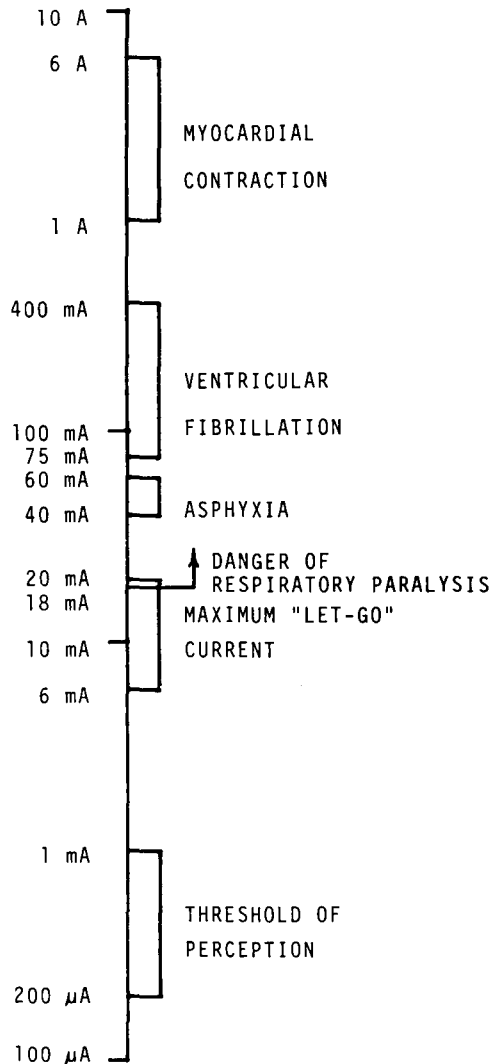 10 A
6 A
MYOCARDIAL
CONTRACTION
1 A
400 mA
VENTRICULAR
100 mA
FIBRILLATION
75 mA
60 mA
40 mA
ASPHYXIA
DANGER OF
20 mA
RESPIRATORY PARALYSIS
18 mA
MAXIMUM "LET-GO"
10 mA
CURRENT
6 mA
1 mA
THRESHOLD OF
PERCEPTION
200 μA
100 μA